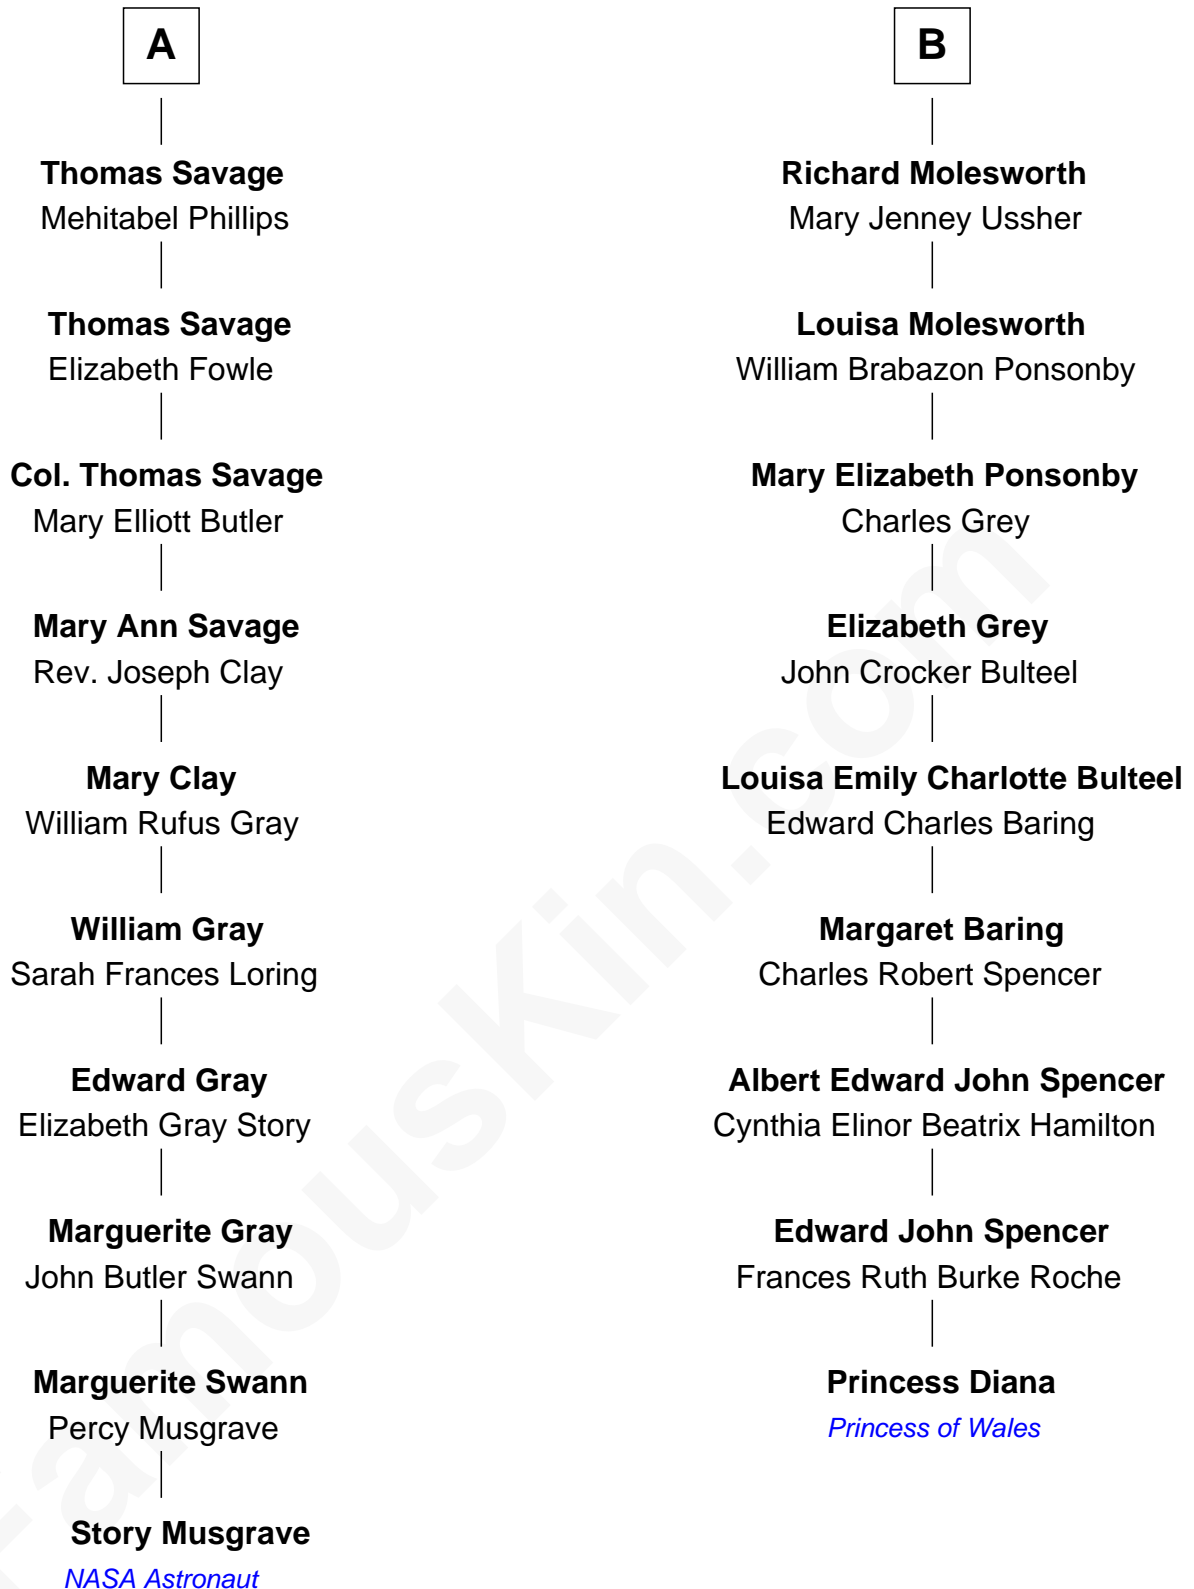 A
Thomas Savage
Mehitabel Phillips
Thomas Savage
Elizabeth Fowle
Col. Thomas Savage
Mary Elliott Butler
Mary Ann Savage
Rev. Joseph Clay
Mary Clay
William Rufus Gray
William Gray
Sarah Frances Loring
Edward Gray
Elizabeth Gray Story
Marguerite Gray
John Butler Swann
Marguerite Swann
Percy Musgrave
Story Musgrave
NASA Astronaut
B
Richard Molesworth
Mary Jenney Ussher
Louisa Molesworth
William Brabazon Ponsonby
Mary Elizabeth Ponsonby
Charles Grey
Elizabeth Grey
John Crocker Bulteel
Louisa Emily Charlotte Bulteel
Edward Charles Baring
Margaret Baring
Charles Robert Spencer
Albert Edward John Spencer
Cynthia Elinor Beatrix Hamilton
Edward John Spencer
Frances Ruth Burke Roche
Princess Diana
Princess of Wales
FamousKin.com